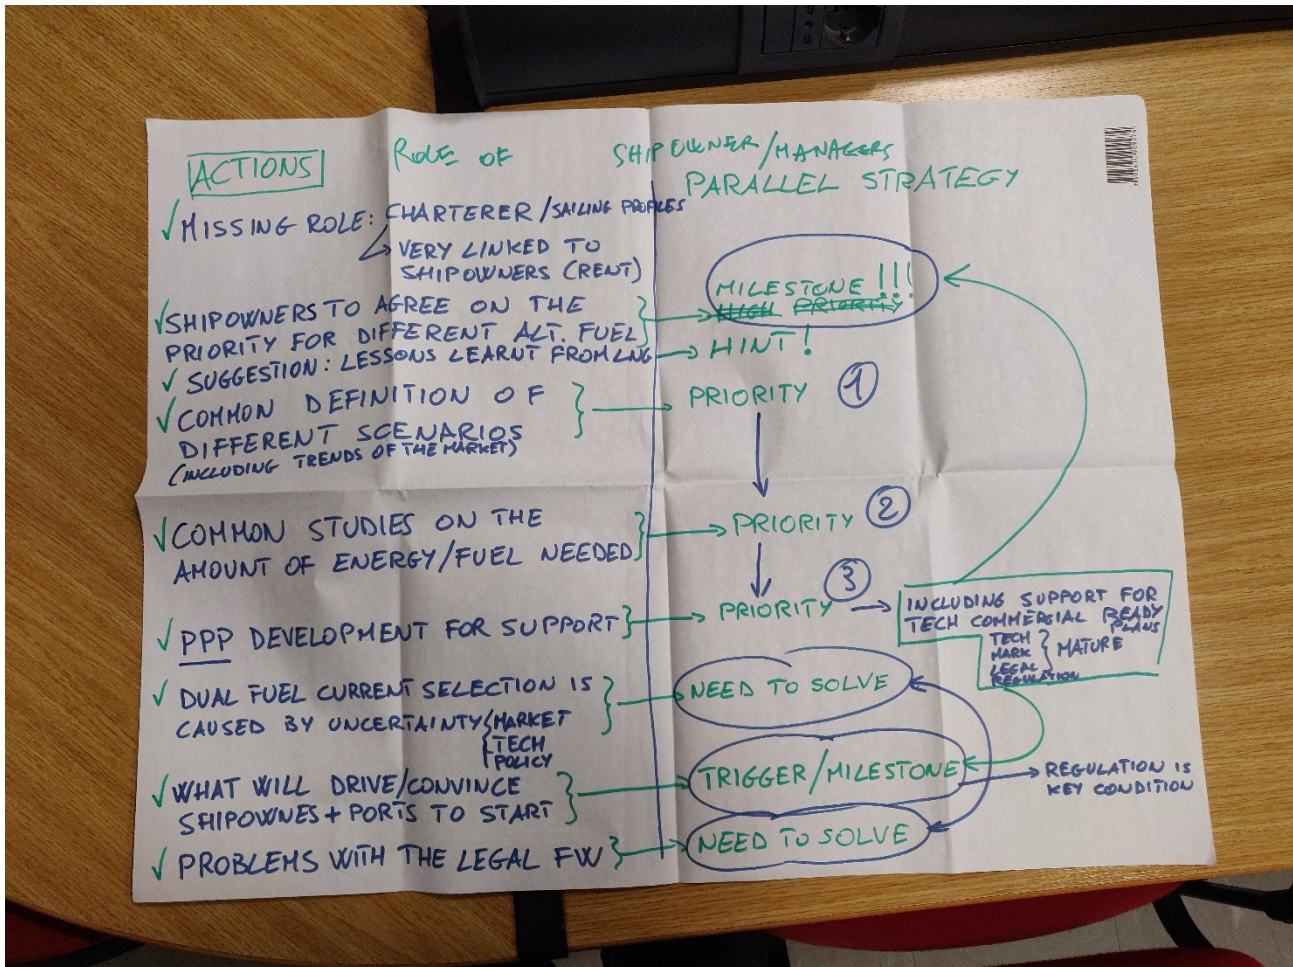 ACTIONS
ROLE OF SHIPOWNER/MANAGERS
PARALLEL STRATEGY
✓ MISSING ROLE: CHARTERER/SAILING PROFILES
VERY LINKED TO
SHIPOWNERS (RENT)
✓ SHIPOWNERS TO AGREE ON THE
PRIORITY FOR DIFFERENT ALT. FUEL
MILESTONE !!!
HIGH PRIORITY
✓ SUGGESTION: LESSONS LEARNT FROM LNG → HINT!
✓ COMMON DEFINITION OF
DIFFERENT SCENARIOS
(INCLUDING TRENDS OF THE MARKET)
PRIORITY 1
✓ COMMON STUDIES ON THE
AMOUNT OF ENERGY/FUEL NEEDED
PRIORITY 2
✓ PPP DEVELOPMENT FOR SUPPORT
PRIORITY 3
INCLUDING SUPPORT FOR
TECH COMMERCIAL READY
PLANS
TECH
MARK
LEGAL
REGULATION
MATURE
✓ DUAL FUEL CURRENT SELECTION IS
CAUSED BY UNCERTAINTY
MARKET
TECH
POLICY
NEED TO SOLVE
✓ WHAT WILL DRIVE/CONVINCE
SHIPOWNES + PORTS TO START
TRIGGER/MILESTONE
REGULATION IS
KEY CONDITION
✓ PROBLEMS WITH THE LEGAL FW
NEED TO SOLVE